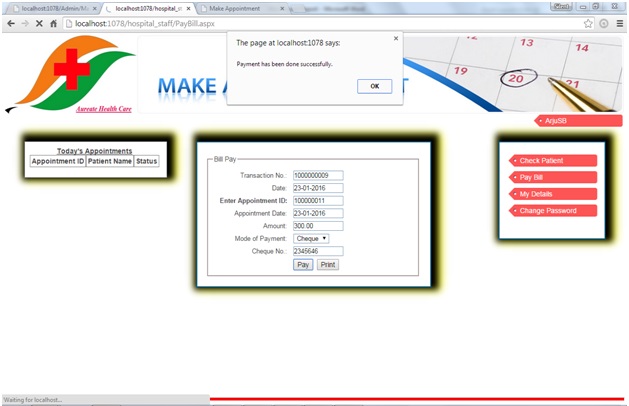 localhost:1078/Admin/Ma
localhost:1078/hospital_st
Make Appointment
localhost:1078/hospital_staff/PayBill.aspx
The page at localhost:1078 says:
Payment has been done successfully.
OK
Aureate Health Care
MAKE A
T
13
14
19
20
21
ArjuSB
Today's Appointments
Appointment ID Patient Name Status
Bill Pay
Transaction No.: 1000000009
Date: 23-01-2016
Enter Appointment ID: 100000011
Appointment Date: 23-01-2016
Amount: 300.00
Mode of Payment: Cheque
Cheque No.: 2345646
Pay Print
Check Patient
Pay Bill
My Details
Change Password
Waiting for localhost...